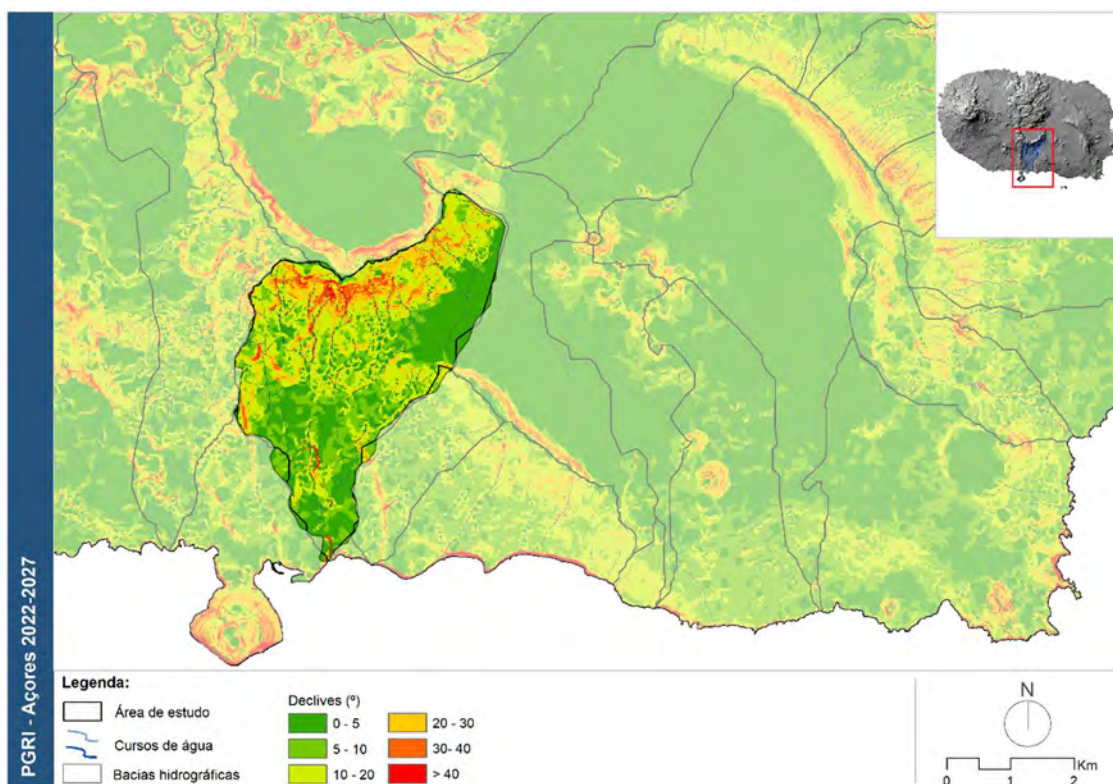 PGRI - Açores 2022-2027
Legenda:
Área de estudo
Cursos de água
Bacias hidrográficas
Declives (º)
0 - 5
5 - 10
10 - 20
20 - 30
30- 40
> 40
N
Km
0 1 2